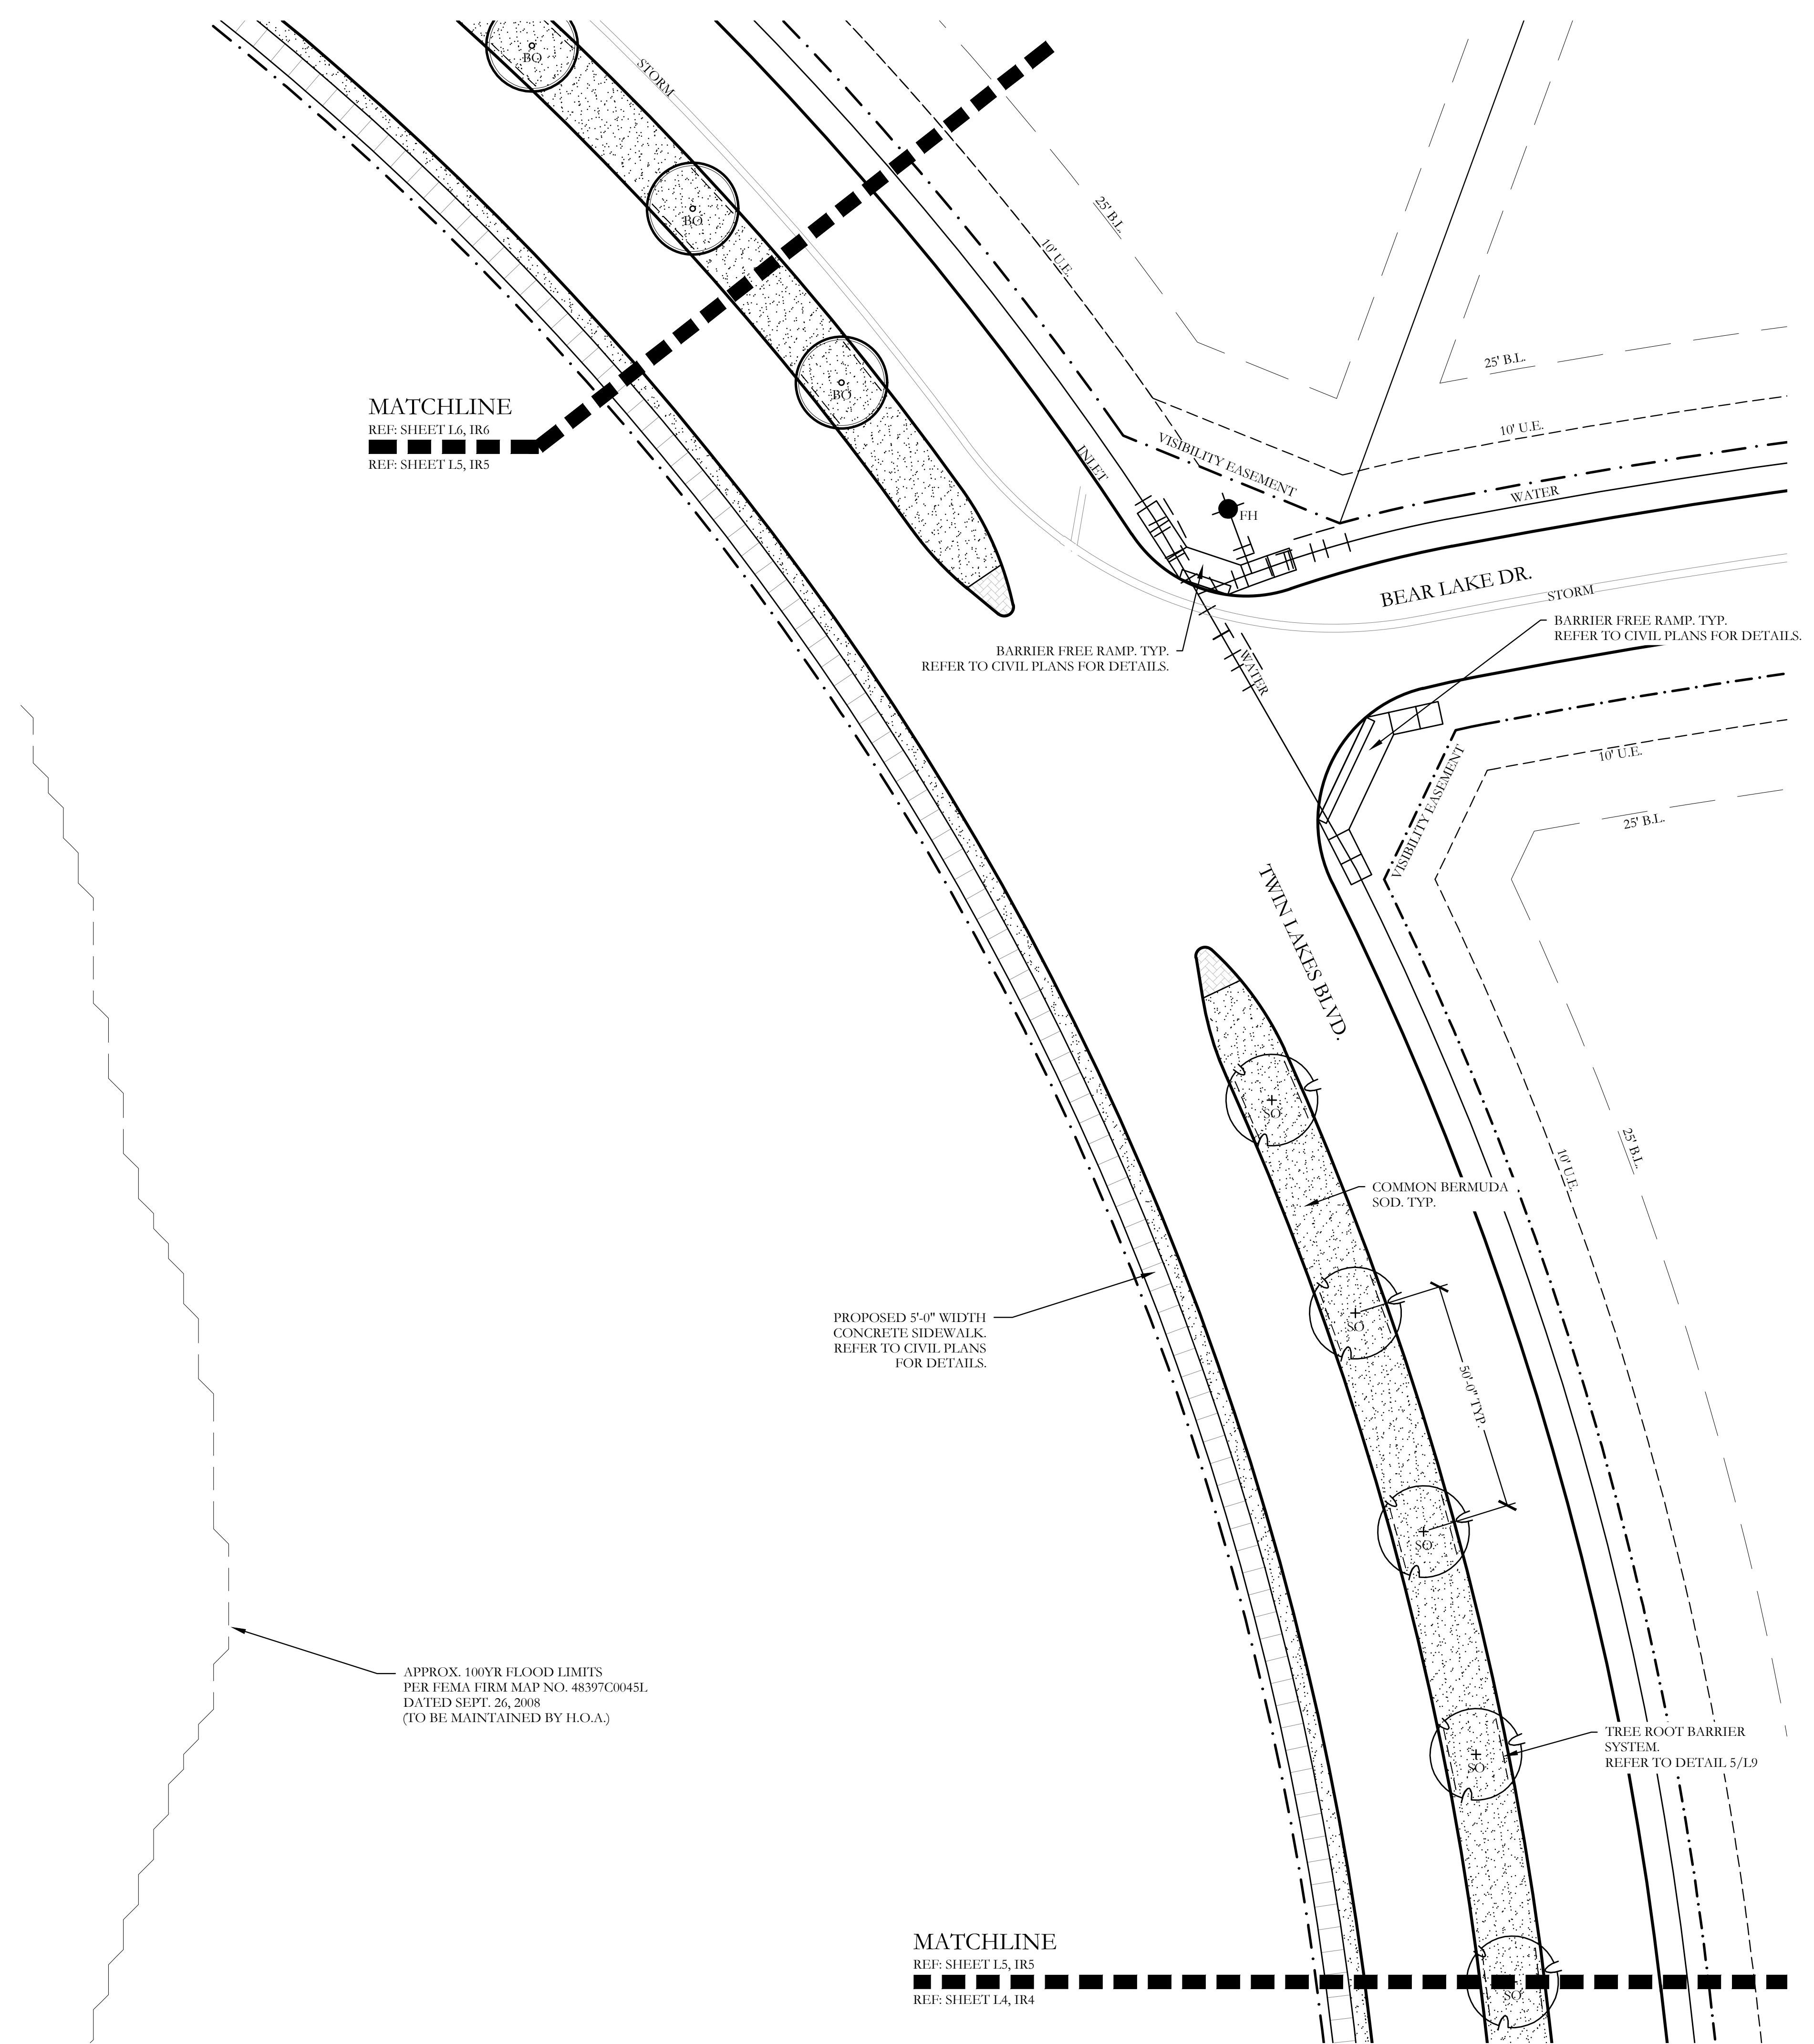 BO
STORM
BO
25' B.L.
10' U.E.
25' B.L.
BO
MATCHLINE
REF: SHEET L6, IR6
REF: SHEET L5, IR5
10' U.E.
VISIBILITY EASEMENT
INLET
WATER
FH
BEAR LAKE DR.
STORM
BARRIER FREE RAMP. TYP.
REFER TO CIVIL PLANS FOR DETAILS.
BARRIER FREE RAMP. TYP.
REFER TO CIVIL PLANS FOR DETAILS.
WATER
10' U.E.
VISIBILITY EASEMENT
25' B.L.
TWIN LAKES BLVD.
SO
25' B.L.
10' U.E.
COMMON BERMUDA
SOD. TYP.
PROPOSED 5'-0" WIDTH
CONCRETE SIDEWALK.
REFER TO CIVIL PLANS
FOR DETAILS.
SO
50'-0" TYP.
SO
APPROX. 100YR FLOOD LIMITS
PER FEMA FIRM MAP NO. 48397C0045L
DATED SEPT. 26, 2008
(TO BE MAINTAINED BY H.O.A.)
TREE ROOT BARRIER
SYSTEM.
REFER TO DETAIL 5/L9
SO
MATCHLINE
REF: SHEET L5, IR5
REF: SHEET L4, IR4
SO